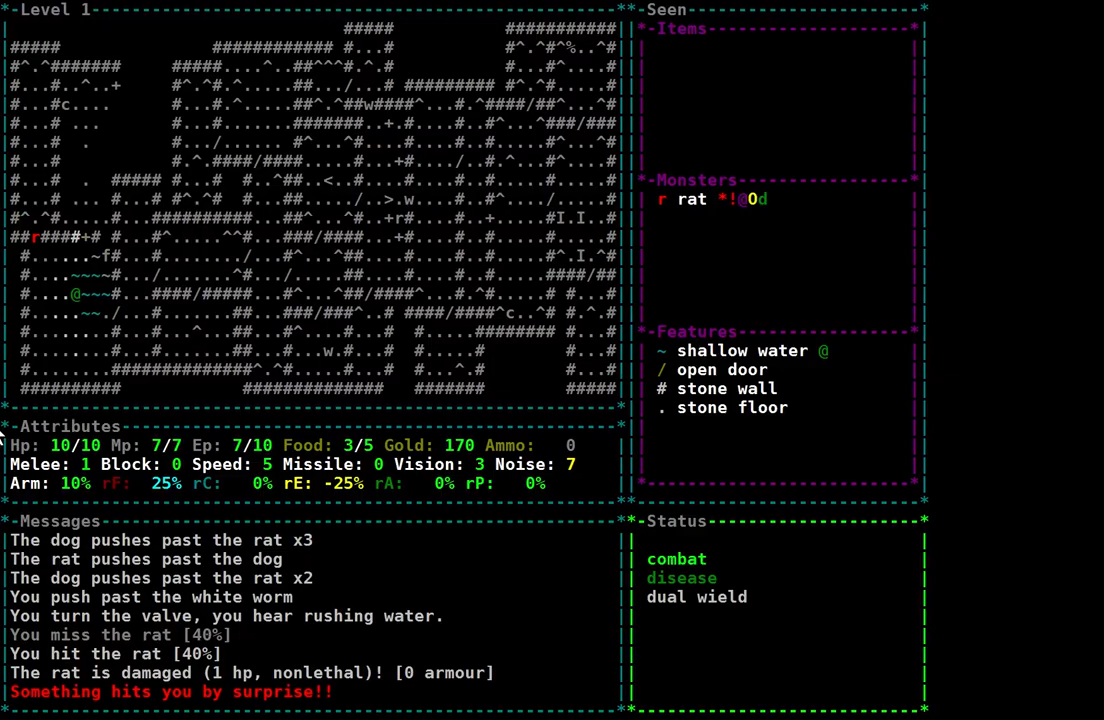 Level 1
Seen
Items
Monsters
r rat *!@Od
Features
~ shallow water @
/ open door
# stone wall
. stone floor
Attributes
Hp: 10/10 Mp: 7/7 Ep: 7/10 Food: 3/5 Gold: 170 Ammo: 0
Melee: 1 Block: 0 Speed: 5 Missile: 0 Vision: 3 Noise: 7
Arm: 10% rF: 25% rC: 0% rE: -25% rA: 0% rP: 0%
Messages
The dog pushes past the rat x3
The rat pushes past the dog
The dog pushes past the rat x2
You push past the white worm
You turn the valve, you hear rushing water.
You miss the rat [40%]
You hit the rat [40%]
The rat is damaged (1 hp, nonlethal)! [0 armour]
Something hits you by surprise!!
Status
combat
disease
dual wield